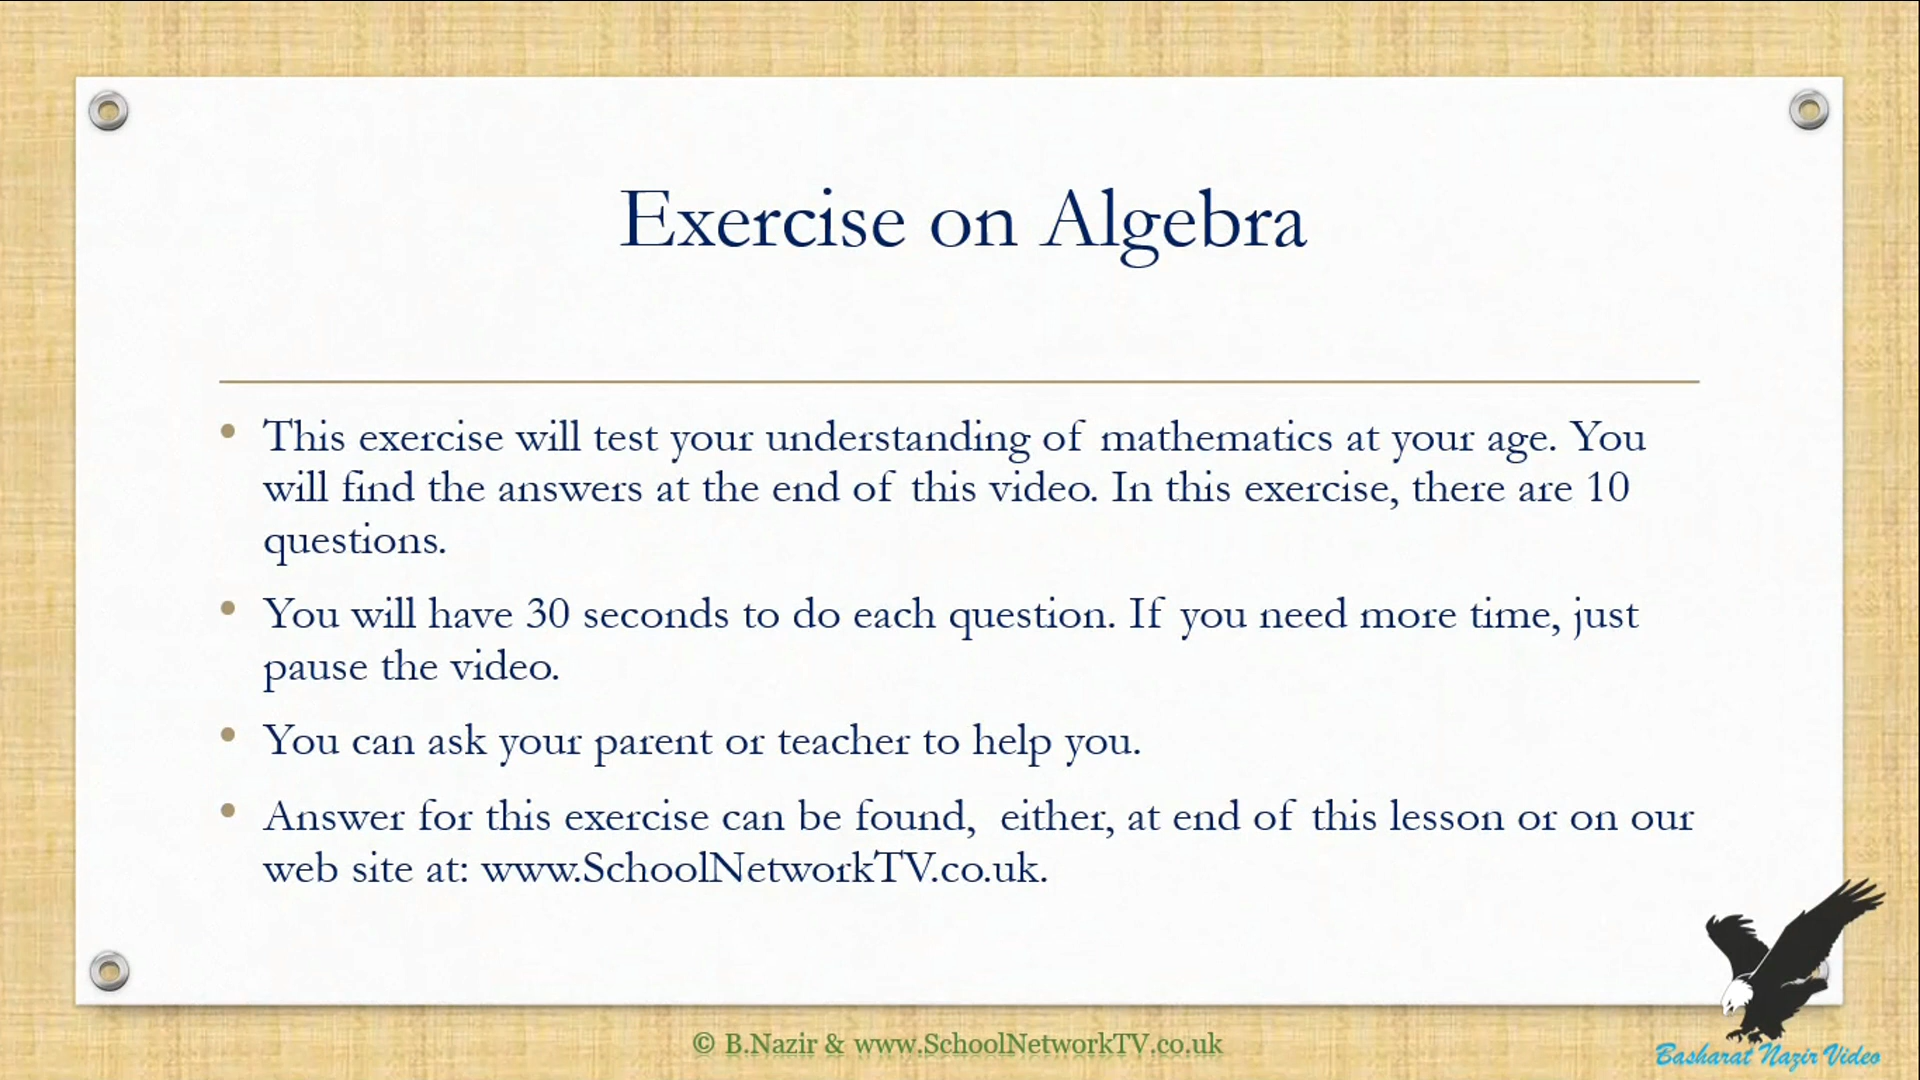 Exercise on Algebra
• This exercise will test your understanding of mathematics at your age. You
will find the answers at the end of this video. In this exercise, there are 10
questions.
• You will have 30 seconds to do each question. If you need more time, just
pause the video.
• You can ask your parent or teacher to help you.
• Answer for this exercise can be found, either, at end of this lesson or on our
web site at: www.SchoolNetworkTV.co.uk.
© B.Nazir & www.SchoolNetworkTV.co.uk
Basharat Nazir Video